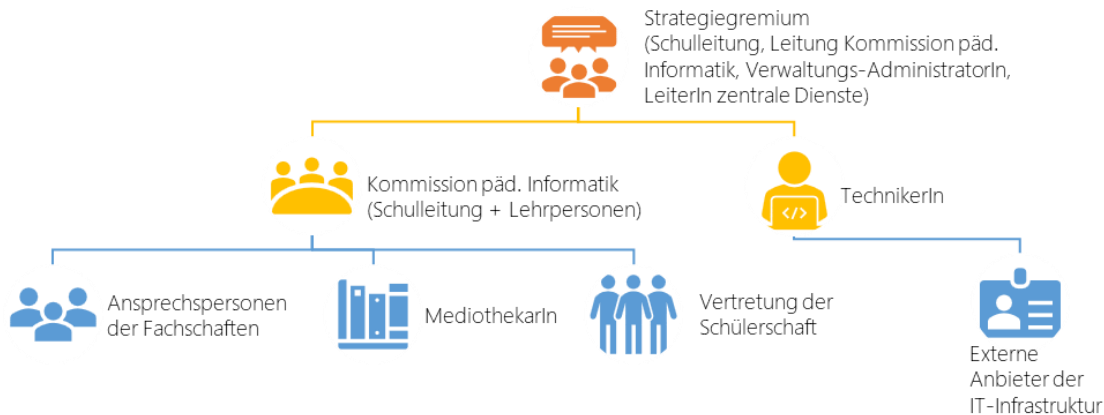 Strategiegremium
(Schulleitung, Leitung Kommission päd.
Informatik, Verwaltungs-AdministratorIn,
LeiterIn zentrale Dienste)
Kommission päd. Informatik
(Schulleitung + Lehrpersonen)
</>
TechnikerIn
Ansprechspersonen
der Fachschaften
MediothekarIn
Vertretung der
Schülerschaft
Externe
Anbieter der
IT-Infrastruktur